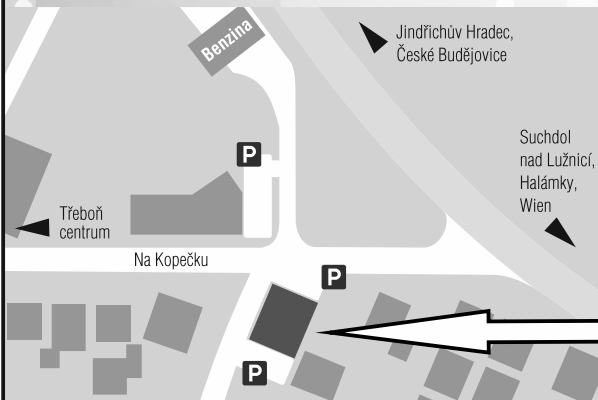 Benzina
Jindřichův Hradec,
České Budějovice
Suchdol
nad Lužnicí,
Halámky,
Wien
P
Třeboň
centrum
Na Kopečku
P
P